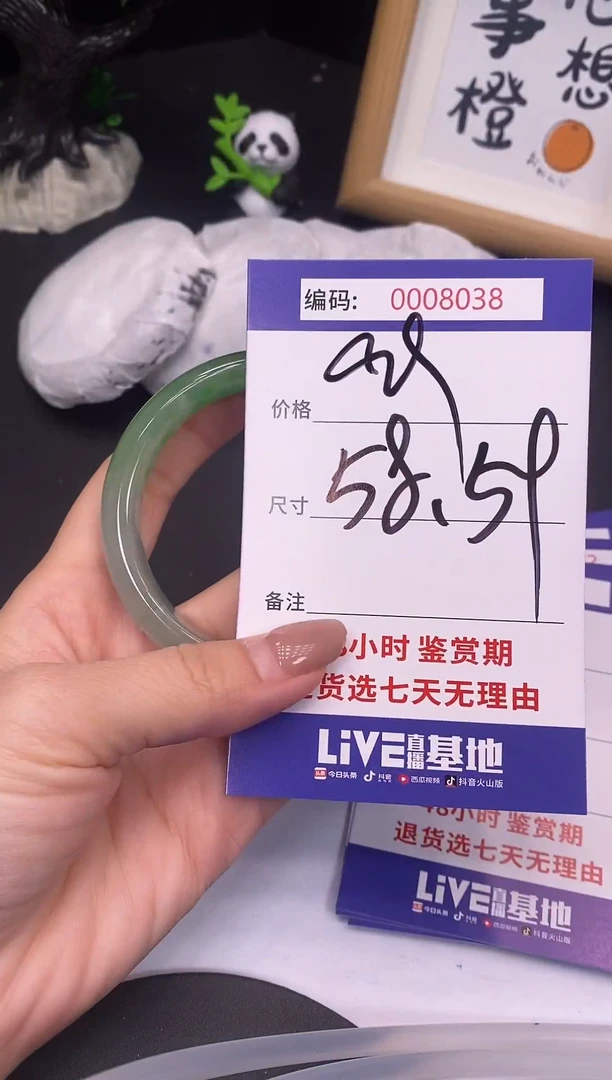 事
橙
想
编码: 0008038
价格
尺寸 58.5
备注
小时 鉴赏期
货选七天无理由
LiVE直播基地
今日头条 抖音 西瓜视频 抖音火山版
48小时 鉴赏期
退货选七天无理由
LiVE直播基地
今日头条 抖音 西瓜视频 抖音火山版